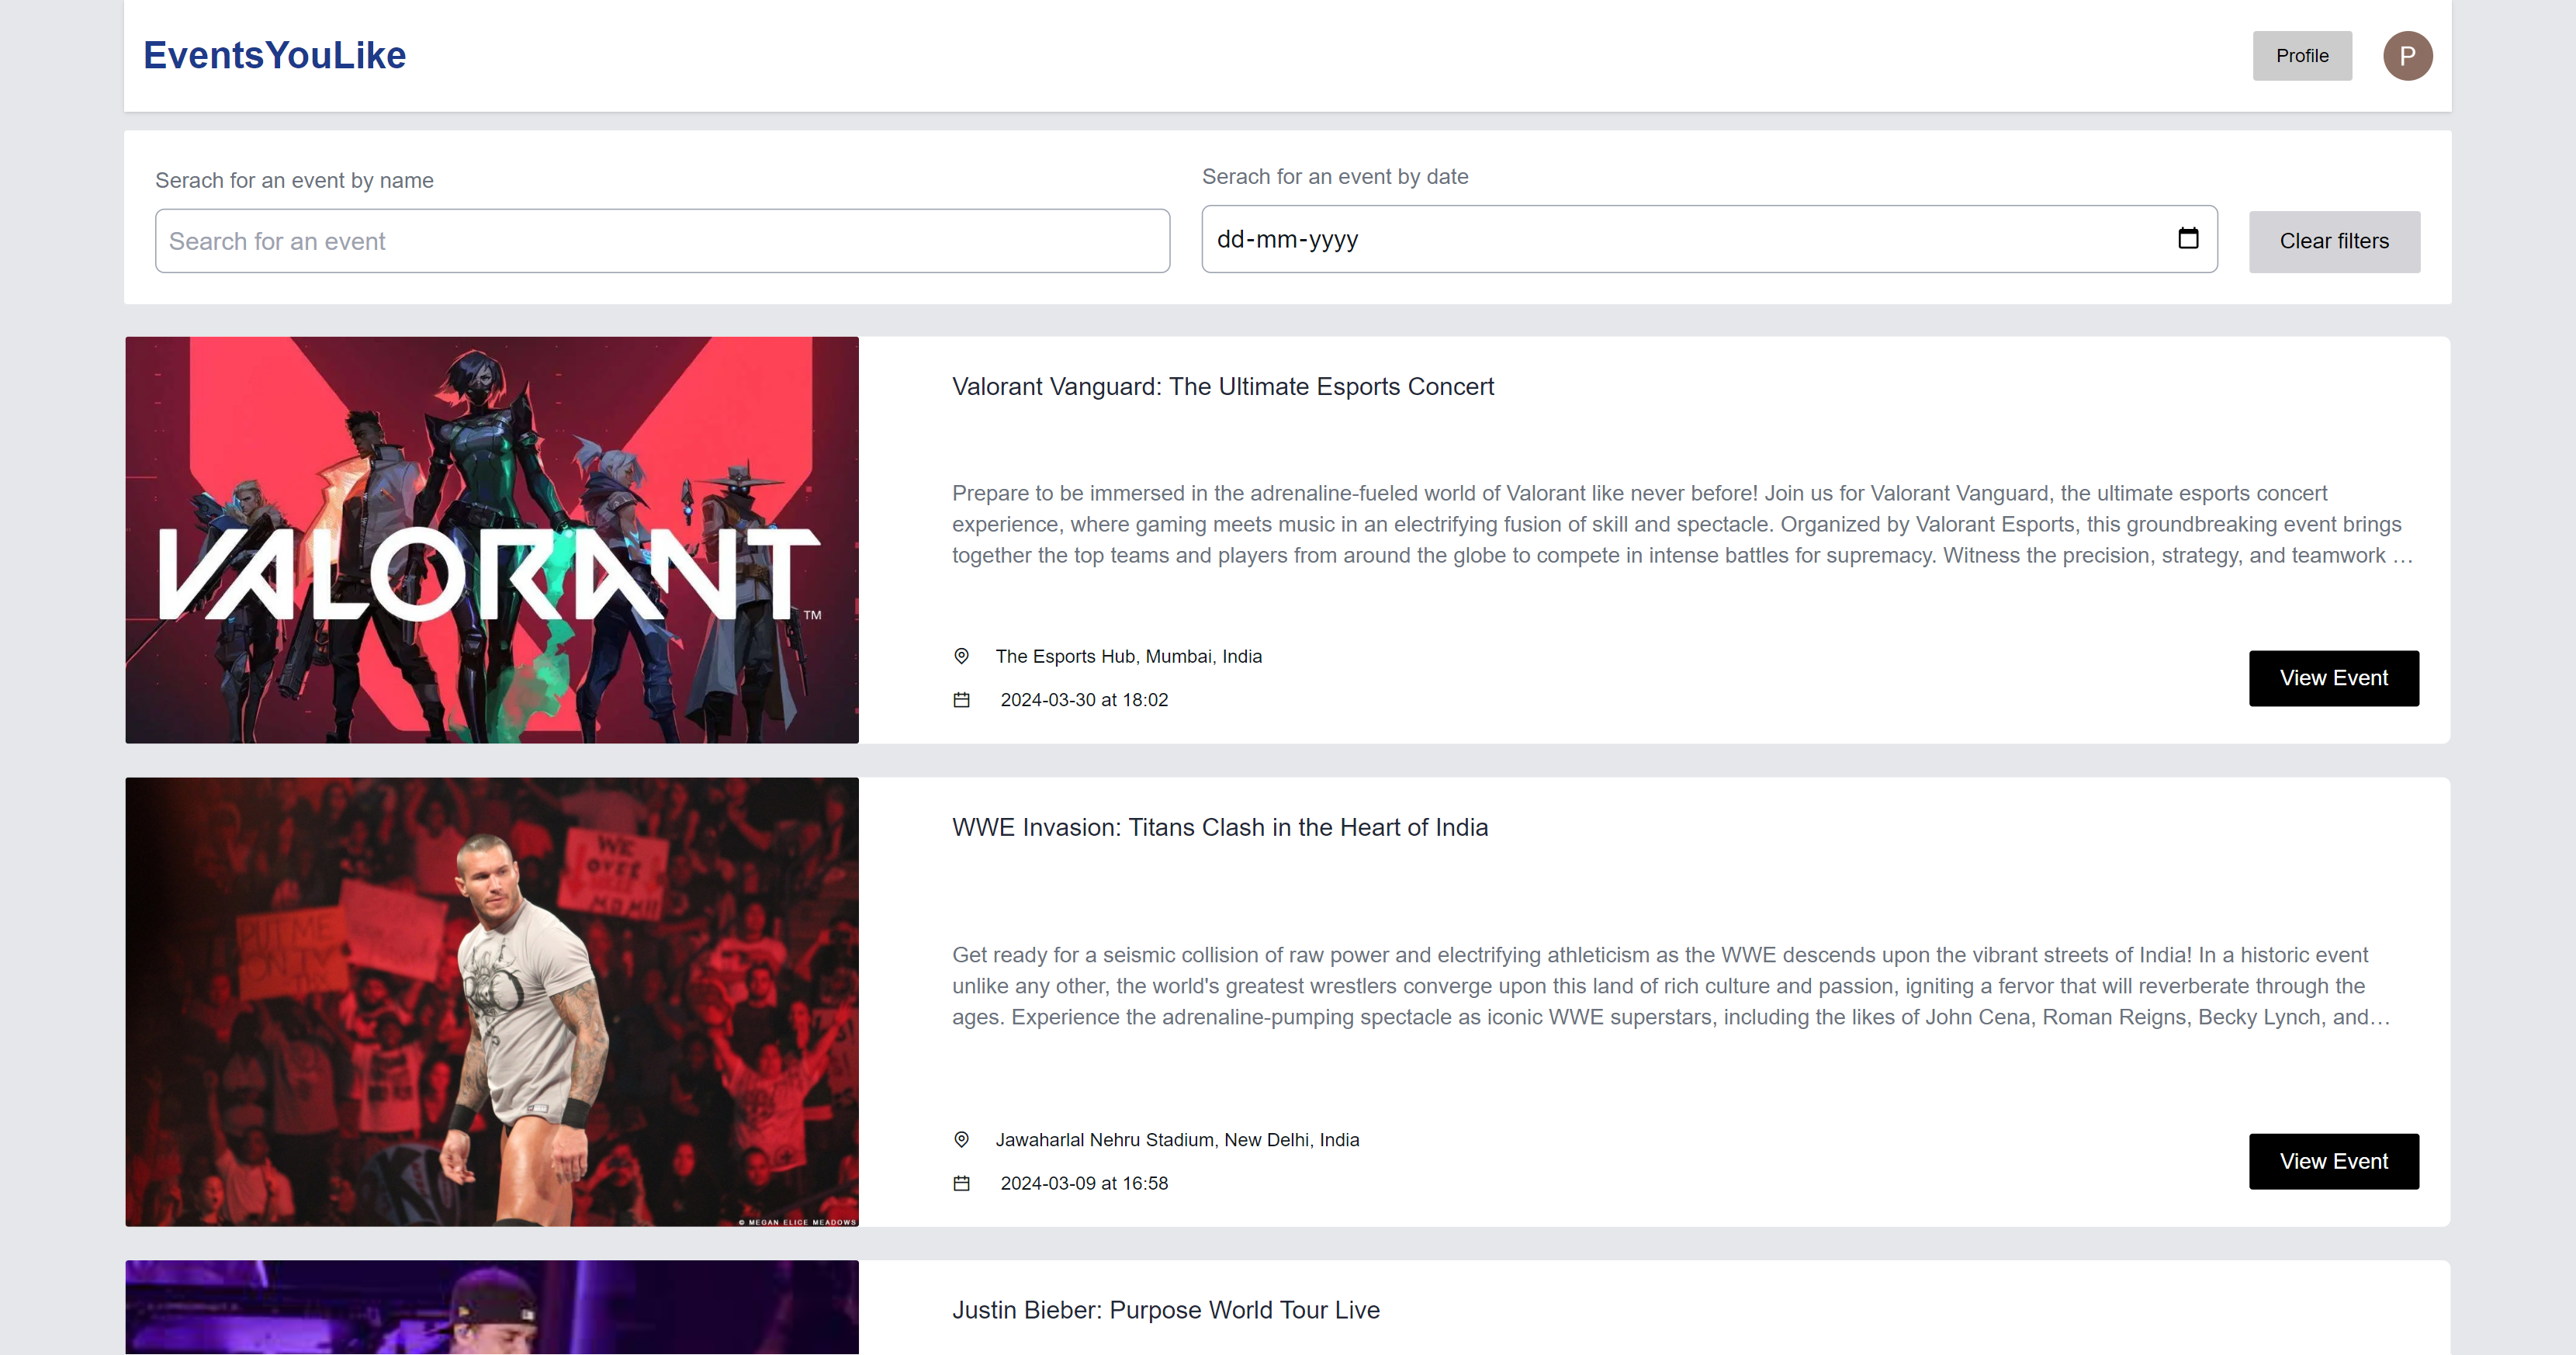 EventsYouLike
Profile
P
Serach for an event by name
Search for an event
Serach for an event by date
dd-mm-yyyy
Clear filters
VALORANT
TM
Valorant Vanguard: The Ultimate Esports Concert
Prepare to be immersed in the adrenaline-fueled world of Valorant like never before! Join us for Valorant Vanguard, the ultimate esports concert
experience, where gaming meets music in an electrifying fusion of skill and spectacle. Organized by Valorant Esports, this groundbreaking event brings
together the top teams and players from around the globe to compete in intense battles for supremacy. Witness the precision, strategy, and teamwork …
The Esports Hub, Mumbai, India
2024-03-30 at 18:02
View Event
WE
OVER
PUT ME
ONLY
© MEGAN ELICE MEADOWS
WWE Invasion: Titans Clash in the Heart of India
Get ready for a seismic collision of raw power and electrifying athleticism as the WWE descends upon the vibrant streets of India! In a historic event
unlike any other, the world's greatest wrestlers converge upon this land of rich culture and passion, igniting a fervor that will reverberate through the
ages. Experience the adrenaline-pumping spectacle as iconic WWE superstars, including the likes of John Cena, Roman Reigns, Becky Lynch, and…
Jawaharlal Nehru Stadium, New Delhi, India
2024-03-09 at 16:58
View Event
Justin Bieber: Purpose World Tour Live